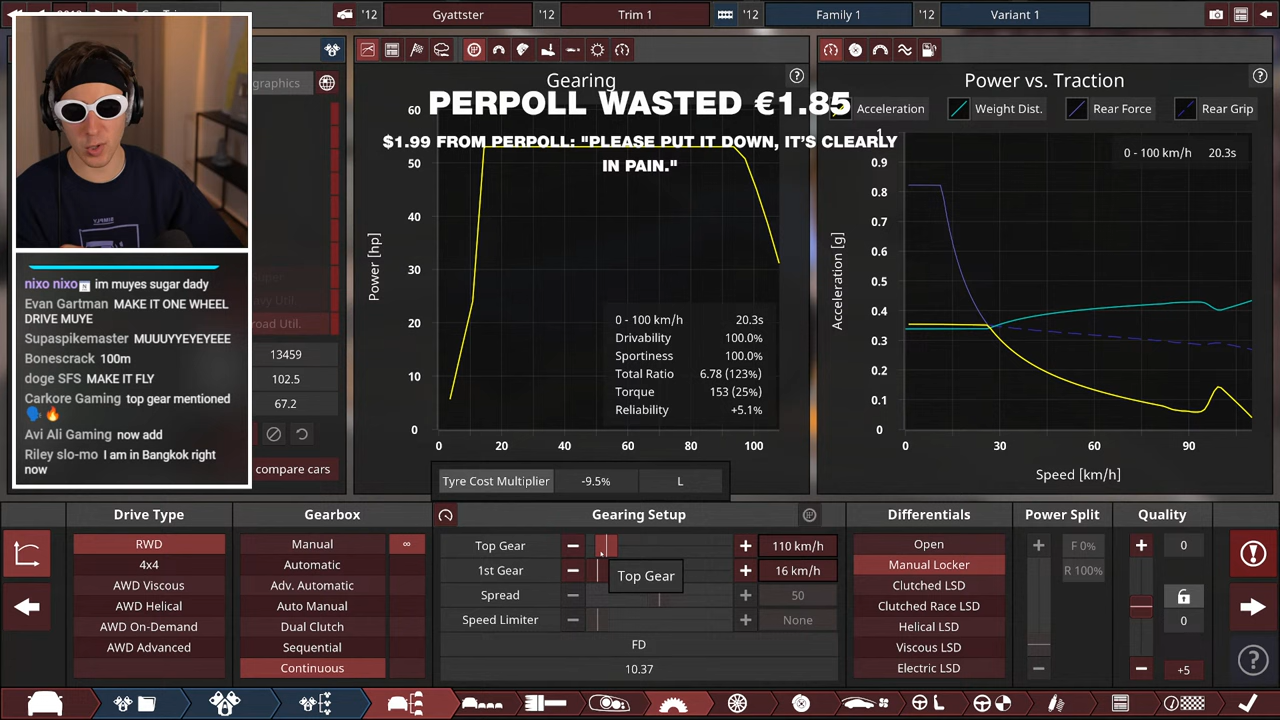 '12
Gyattster
'12
Trim 1
'12
Family 1
'12
Variant 1
graphics
13459
102.5
67.2
compare cars
nixo nixo im muyes sugar dady
Evan Gartman MAKE IT ONE WHEEL
DRIVE MUYE
Supaspikemaster MUUUYYEYEYEEE
Bonescrack 100m
doge SFS MAKE IT FLY
Carkore Gaming top gear mentioned
🗣️🔥
Avi Ali Gaming now add
Riley slo-mo I am in Bangkok right
now
Gearing
?
PERPOLL WASTED €1.85
$1.99 FROM PERPOLL: "PLEASE PUT IT DOWN, IT'S CLEARLY
IN PAIN."
Power [hp]
60
50
40
30
20
10
0
0 20 40 60 80 100
0 - 100 km/h 20.3s
Drivability 100.0%
Sportiness 100.0%
Total Ratio 6.78 (123%)
Torque 153 (25%)
Reliability +5.1%
Tyre Cost Multiplier -9.5% L
Power vs. Traction
?
Acceleration Weight Dist. Rear Force Rear Grip
0 - 100 km/h 20.3s
Acceleration [g]
1
0.9
0.8
0.7
0.6
0.5
0.4
0.3
0.2
0.1
0
0 30 60 90
Speed [km/h]
Drive Type
RWD
4x4
AWD Viscous
AWD Helical
AWD On-Demand
AWD Advanced
Gearbox
Manual ∞
Automatic
Adv. Automatic
Auto Manual
Dual Clutch
Sequential
Continuous
Gearing Setup
Top Gear − + 110 km/h
1st Gear − + 16 km/h
Top Gear
Spread − + 50
Speed Limiter − + None
FD
10.37
Differentials
Open
Manual Locker
Clutched LSD
Clutched Race LSD
Helical LSD
Viscous LSD
Electric LSD
Power Split
+ F 0%
R 100%
−
Quality
+ 0
0
− +5
?